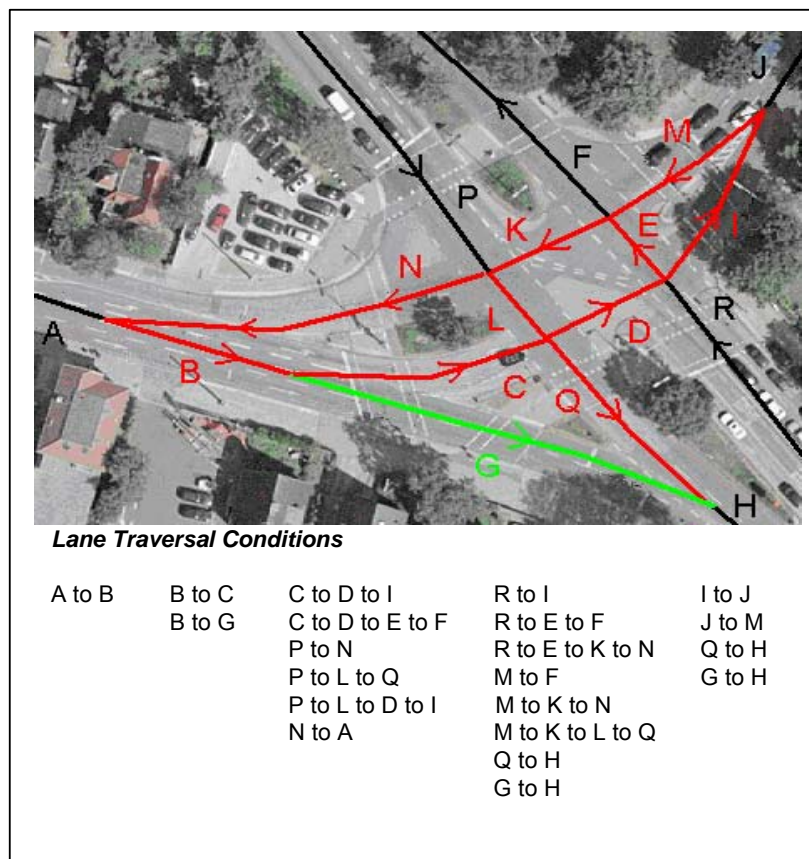 J
M
F
P
E
I
K
N
R
A
L
D
B
C
Q
G
H
Lane Traversal Conditions
A to B B to C C to D to I R to I I to J
B to G C to D to E to F R to E to F J to M
P to N R to E to K to N Q to H
P to L to Q M to F G to H
P to L to D to I M to K to N
N to A M to K to L to Q
Q to H
G to H